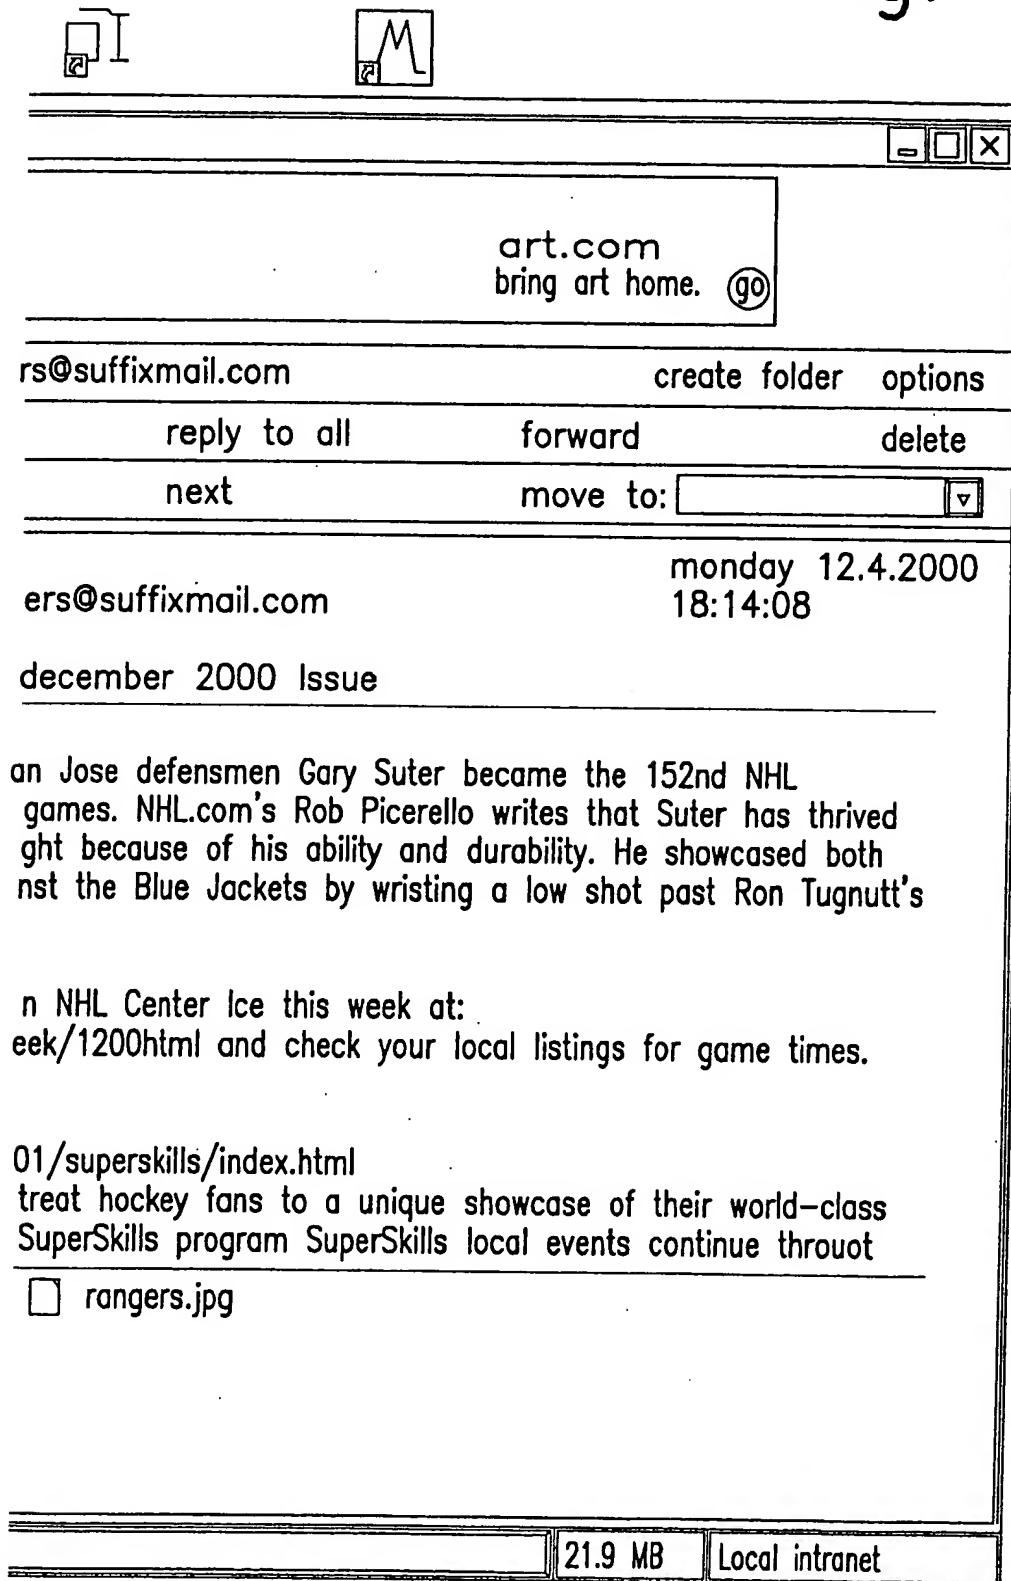 art.com
bring art home. go
rs@suffixmail.com create folder options
reply to all forward delete
next move to:
monday 12.4.2000
ers@suffixmail.com 18:14:08
december 2000 Issue
an Jose defensmen Gary Suter became the 152nd NHL
games. NHL.com's Rob Picerello writes that Suter has thrived
ght because of his ability and durability. He showcased both
nst the Blue Jackets by wristing a low shot past Ron Tugnutt's
n NHL Center Ice this week at:
eek/1200html and check your local listings for game times.
01/superskills/index.html
treat hockey fans to a unique showcase of their world-class
SuperSkills program SuperSkills local events continue throuot
rangers.jpg
21.9 MB Local intranet